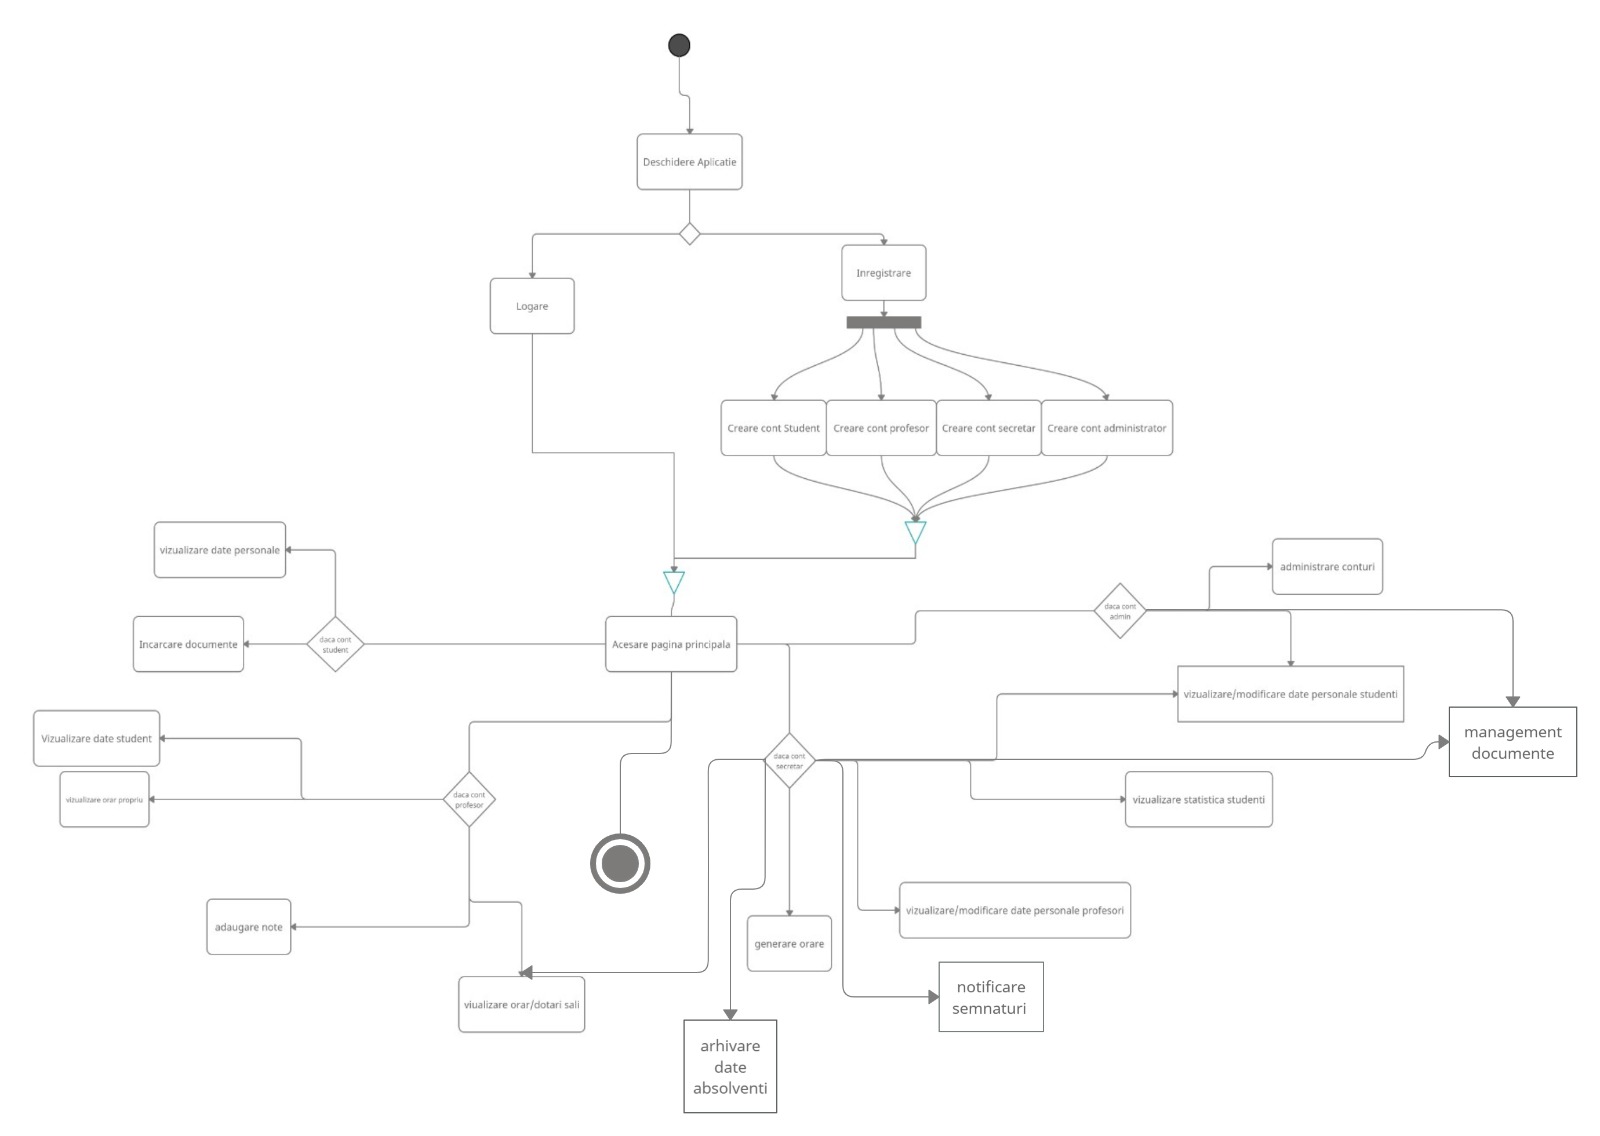 Deschidere Aplicatie
Inregistrare
Logare
Creare cont Student
Creare cont profesor
Creare cont secretar
Creare cont administrator
vizualizare date personale
administrare conturi
daca cont
admin
Incarcare documente
daca cont
student
Acesare pagina principala
vizualizare/modificare date personale studenti
Vizualizare date student
management
documente
daca cont
secretar
vizualizare orar propriu
daca cont
profesor
vizualizare statistica studenti
vizualizare/modificare date personale profesori
adaugare note
generare orare
viualizare orar/dotari sali
notificare
semnaturi
arhivare
date
absolventi